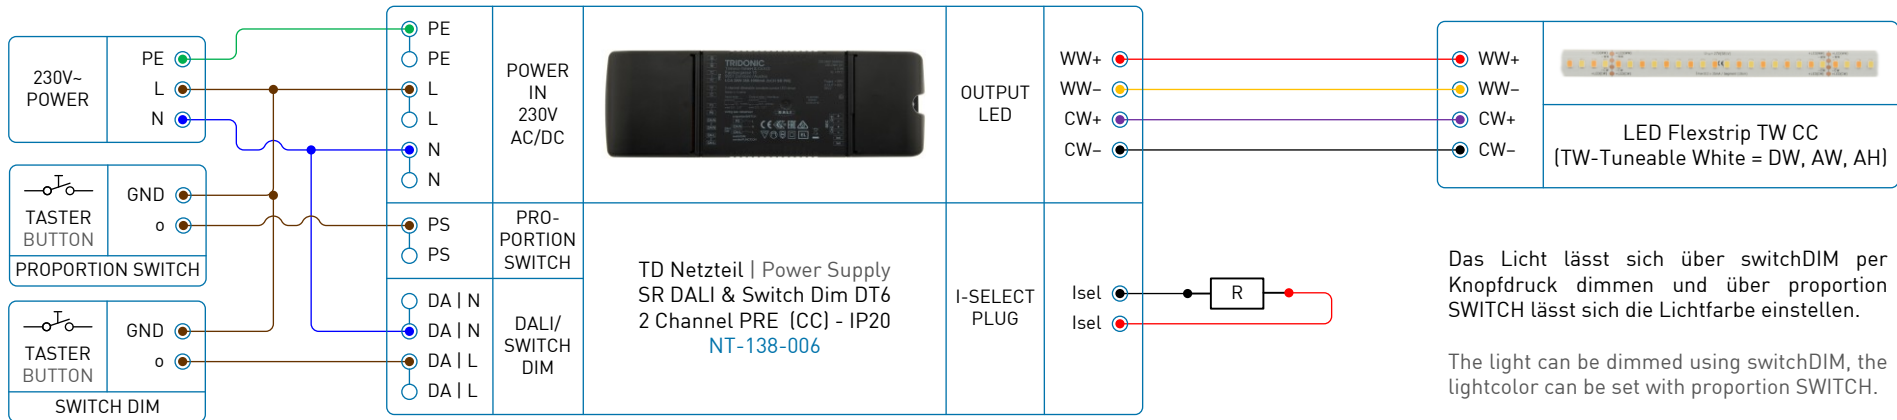 230V~
POWER
PE
L
N
TASTER
BUTTON
GND
o
PROPORTION SWITCH
TASTER
BUTTON
GND
o
SWITCH DIM
PE
PE
L
L
N
N
POWER
IN
230V
AC/DC
PS
PS
PRO-
PORTION
SWITCH
DA | N
DA | N
DA | L
DA | L
DALI/
SWITCH
DIM
TRIDONIC
TD Netzteil | Power Supply
SR DALI & Switch Dim DT6
2 Channel PRE (CC) - IP20
NT-138-006
OUTPUT
LED
WW+
WW–
CW+
CW–
I-SELECT
PLUG
Isel
Isel
R
WW+
WW–
CW+
CW–
LED Flexstrip TW CC
(TW-Tuneable White = DW, AW, AH)
Das Licht lässt sich über switchDIM per
Knopfdruck dimmen und über proportion
SWITCH lässt sich die Lichtfarbe einstellen.
The light can be dimmed using switchDIM, the
lightcolor can be set with proportion SWITCH.